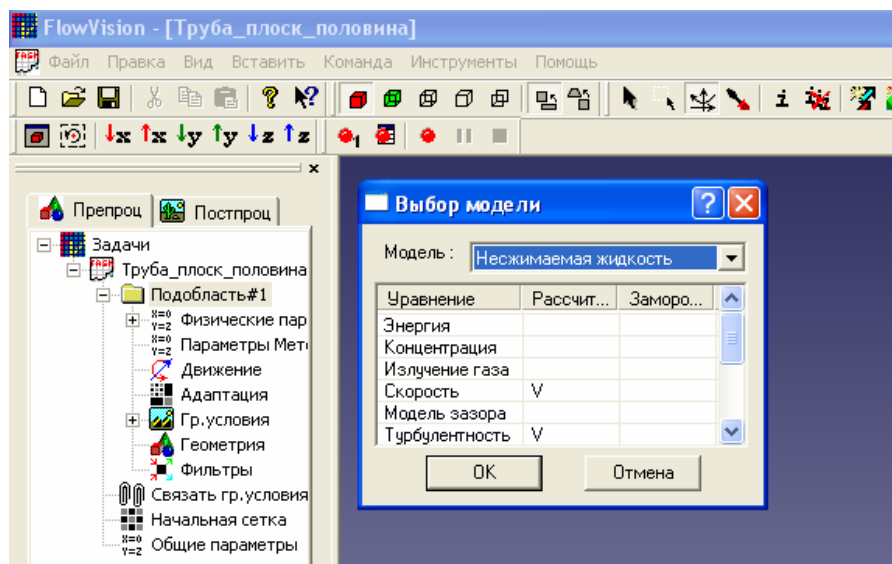 FlowVision - [Труба_плоск_половина]
Файл Правка Вид Вставить Команда Инструменты Помощь
↓x ↑x ↓y ↑y ↓z ↑z
Препроц Постпроц
Задачи
Труба_плоск_половина
Подобласть#1
Физические пар
Параметры Мето
Движение
Адаптация
Гр.условия
Геометрия
Фильтры
Связать гр.условия
Начальная сетка
Общие параметры
Выбор модели
Модель : Несжимаемая жидкость
Уравнение Рассчит... Заморо...
Энергия
Концентрация
Излучение газа
Скорость V
Модель зазора
Турбулентность V
OK Отмена